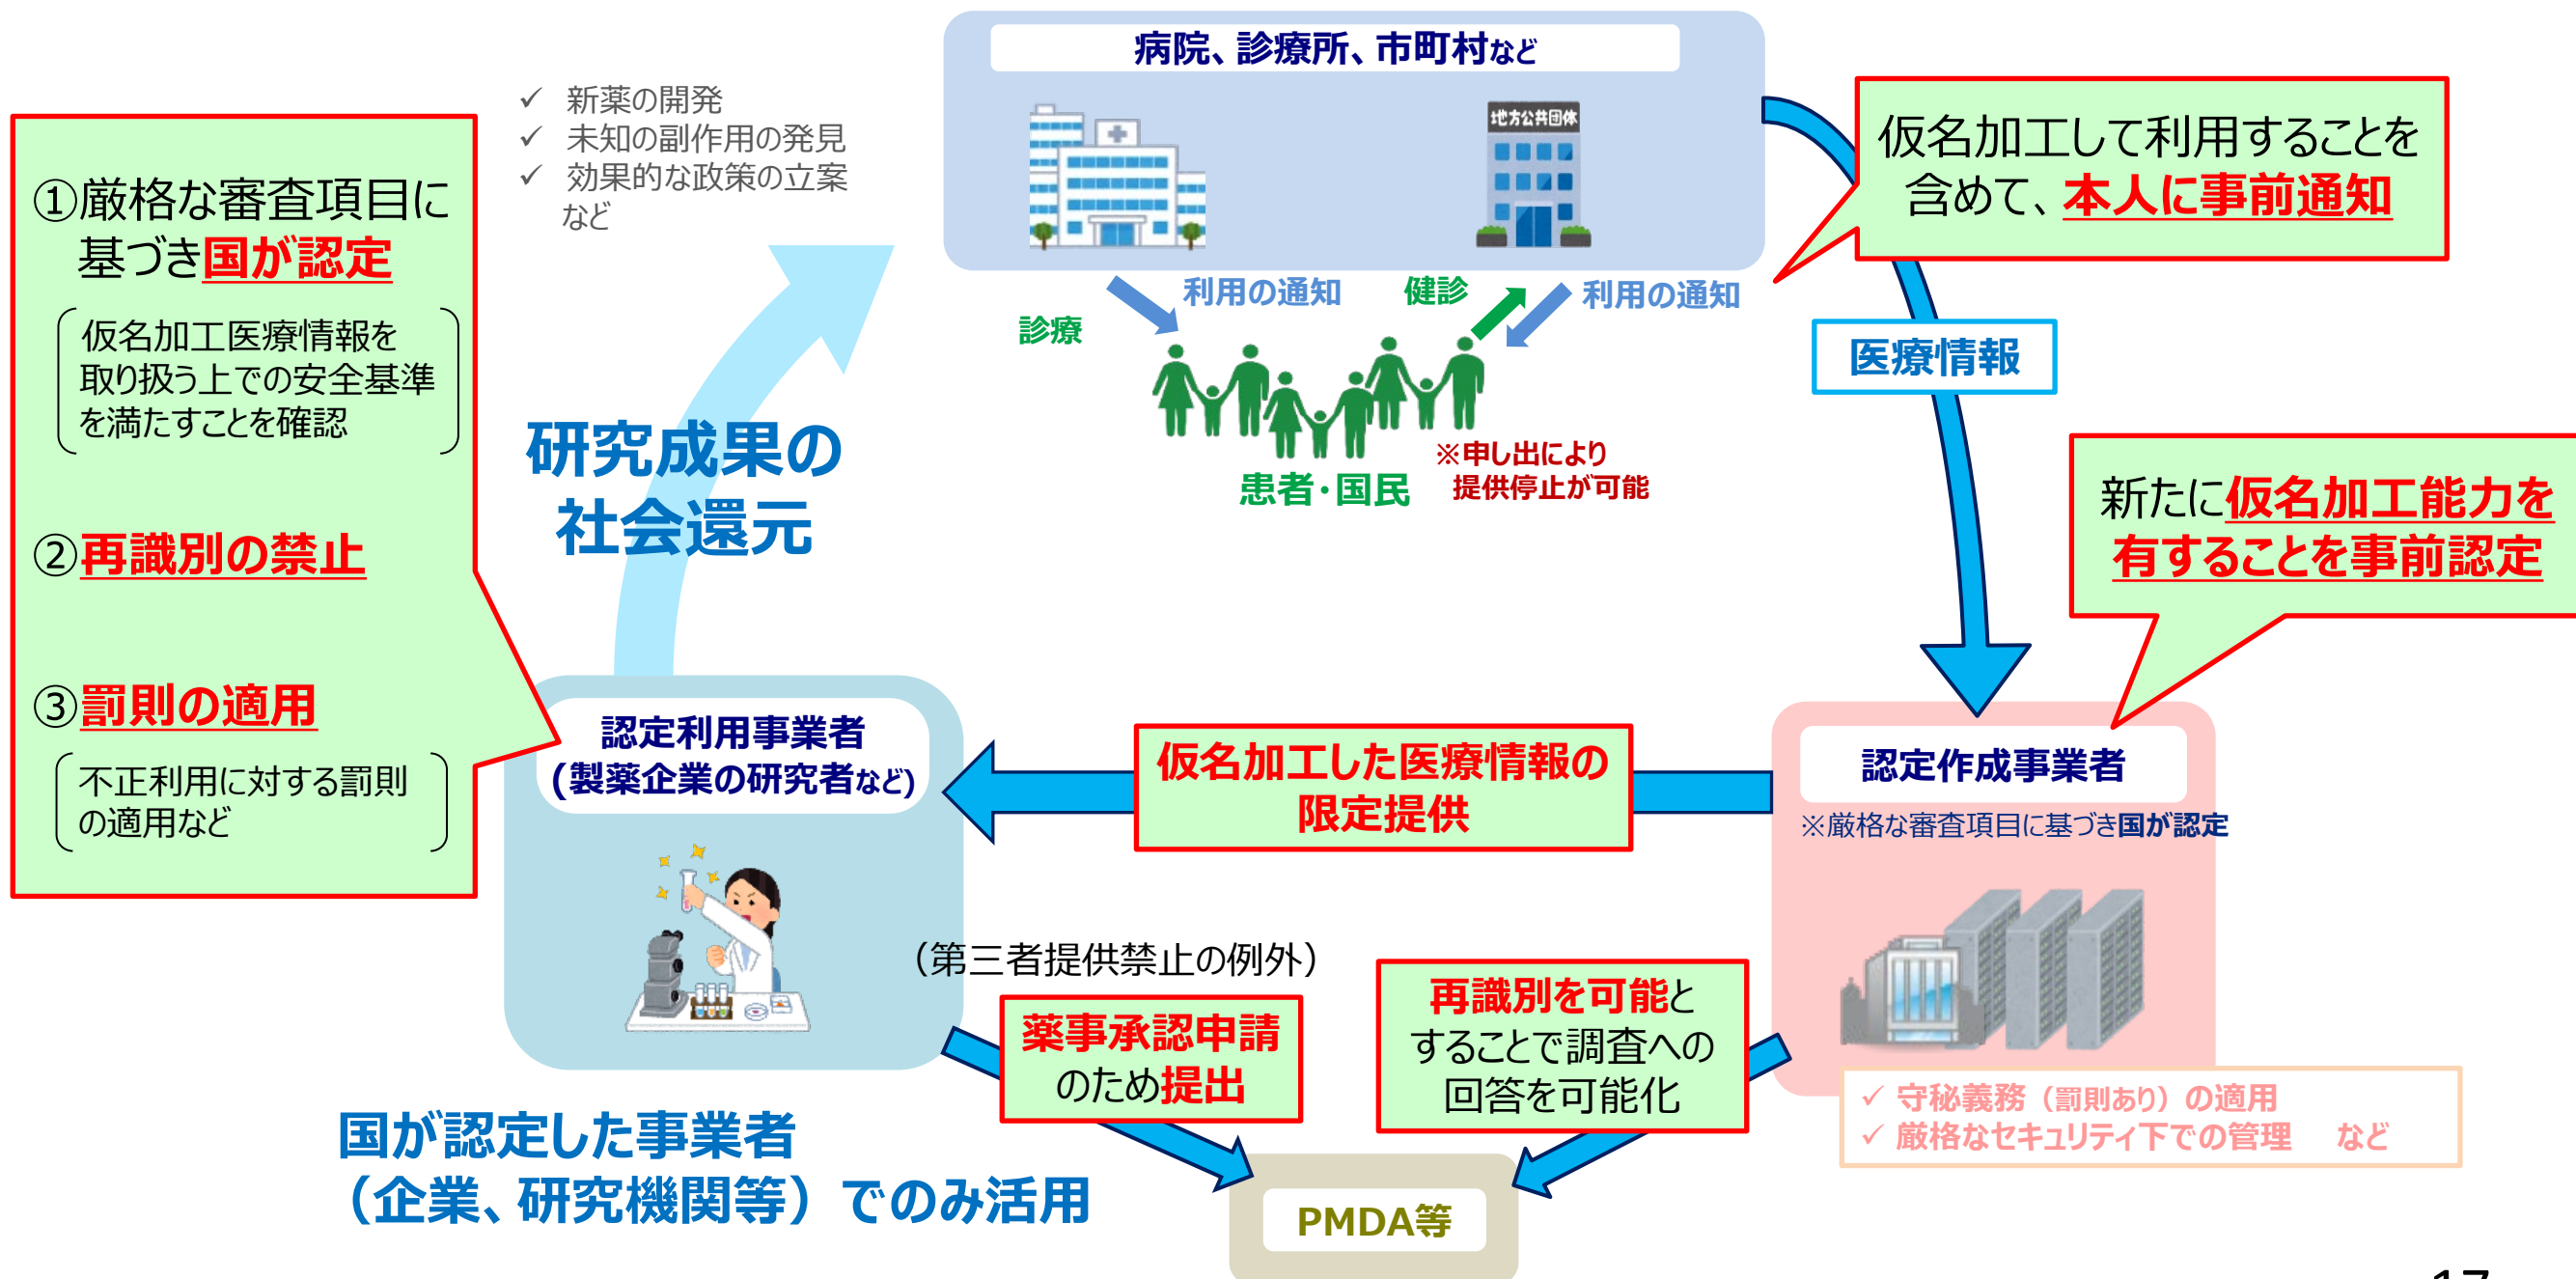 病院、診療所、市町村など
地方公共団体
✓ 新薬の開発
✓ 未知の副作用の発見
✓ 効果的な政策の立案
など
①厳格な審査項目に
基づき国が認定
仮名加工医療情報を
取り扱う上での安全基準
を満たすことを確認
②再識別の禁止
③罰則の適用
不正利用に対する罰則
の適用など
仮名加工して利用することを
含めて、本人に事前通知
利用の通知
健診
利用の通知
診療
医療情報
患者・国民
※申し出により
提供停止が可能
研究成果の
社会還元
新たに仮名加工能力を
有することを事前認定
認定利用事業者
(製薬企業の研究者など)
仮名加工した医療情報の
限定提供
認定作成事業者
※厳格な審査項目に基づき国が認定
(第三者提供禁止の例外)
薬事承認申請
のため提出
再識別を可能と
することで調査への
回答を可能化
✓ 守秘義務(罰則あり)の適用
✓ 厳格なセキュリティ下での管理 など
国が認定した事業者
(企業、研究機関等)でのみ活用
PMDA等
17